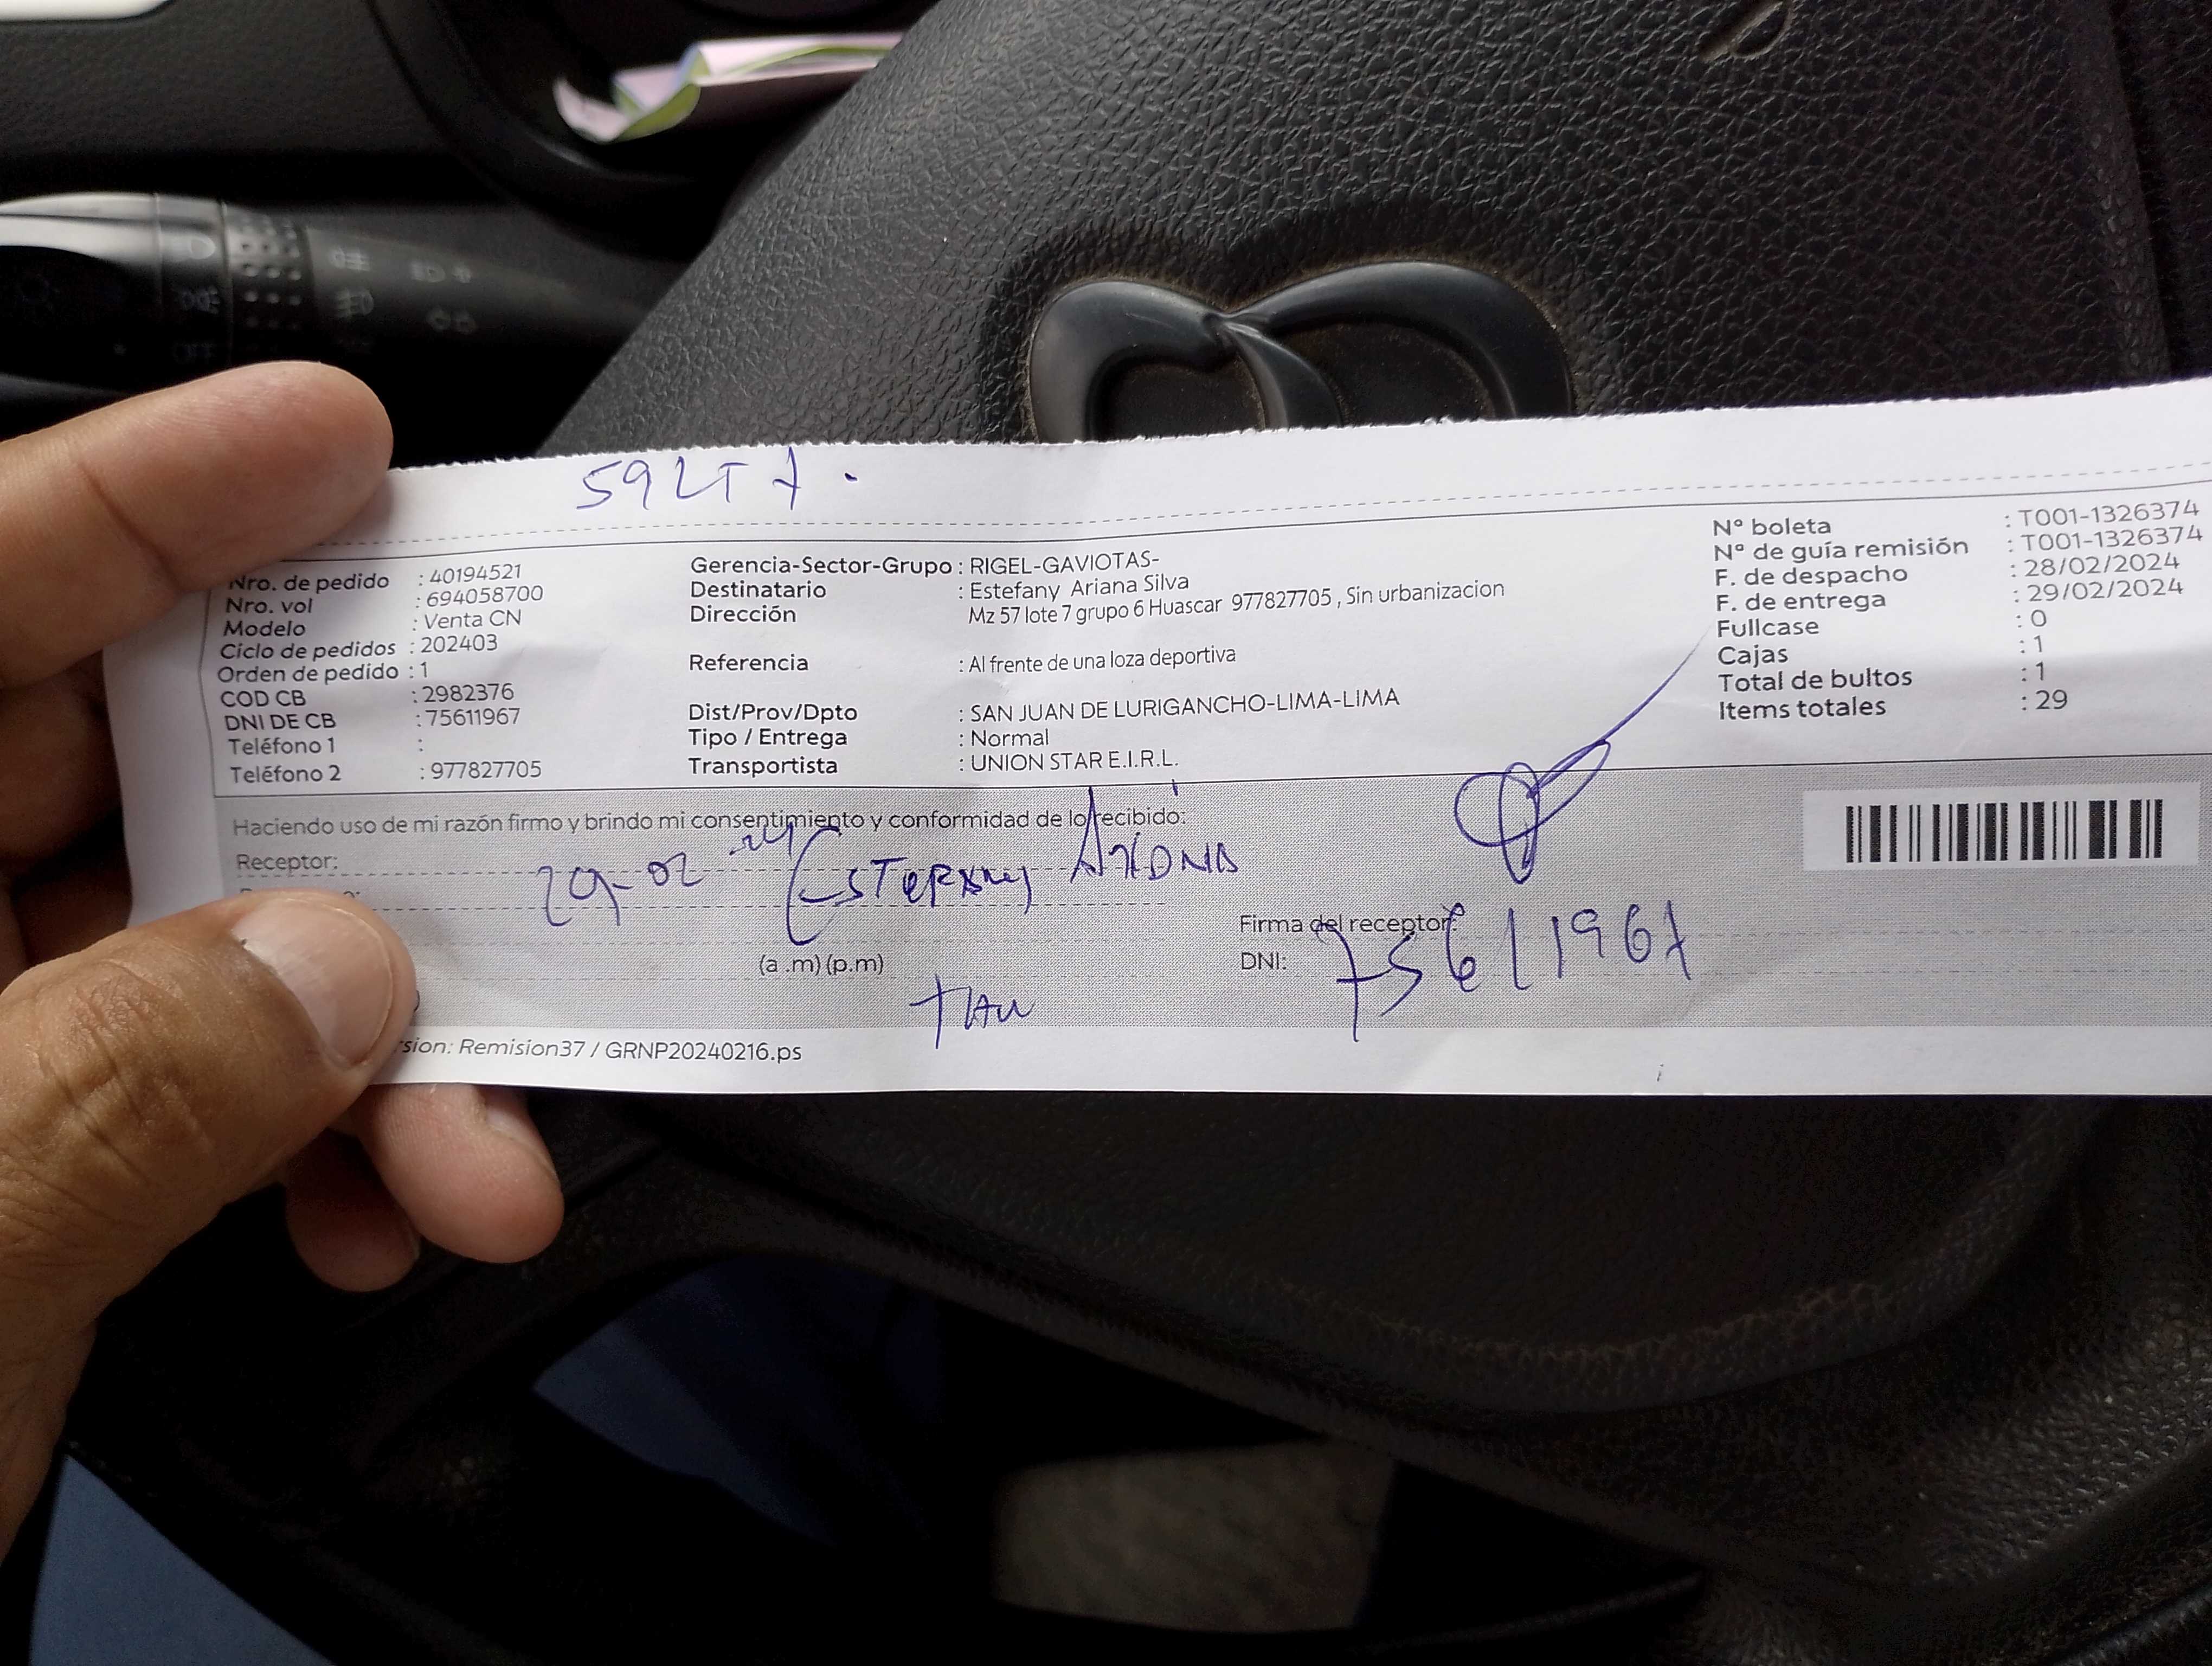 59LT7.
Nro. de pedido : 40194521
Nro. vol : 694058700
Modelo : Venta CN
Ciclo de pedidos : 202403
Orden de pedido : 1
COD CB : 2982376
DNI DE CB : 75611967
Teléfono 1 :
Teléfono 2 : 977827705
Gerencia-Sector-Grupo : RIGEL-GAVIOTAS-
Destinatario : Estefany Ariana Silva
Dirección Mz 57 lote 7 grupo 6 Huascar 977827705 , Sin urbanizacion
Referencia : Al frente de una loza deportiva
Dist/Prov/Dpto : SAN JUAN DE LURIGANCHO-LIMA-LIMA
Tipo / Entrega : Normal
Transportista : UNION STAR E.I.R.L.
N° boleta : T001-1326374
N° de guía remisión : T001-1326374
F. de despacho : 28/02/2024
F. de entrega : 29/02/2024
Fullcase : 0
Cajas : 1
Total de bultos : 1
Items totales : 29
Haciendo uso de mi razón firmo y brindo mi consentimiento y conformidad de lo recibido:
Receptor:
29-02-24
Firma del receptor:
(a .m) (p.m)
DNI: 75611967
sion: Remision37 / GRNP20240216.ps
OFF